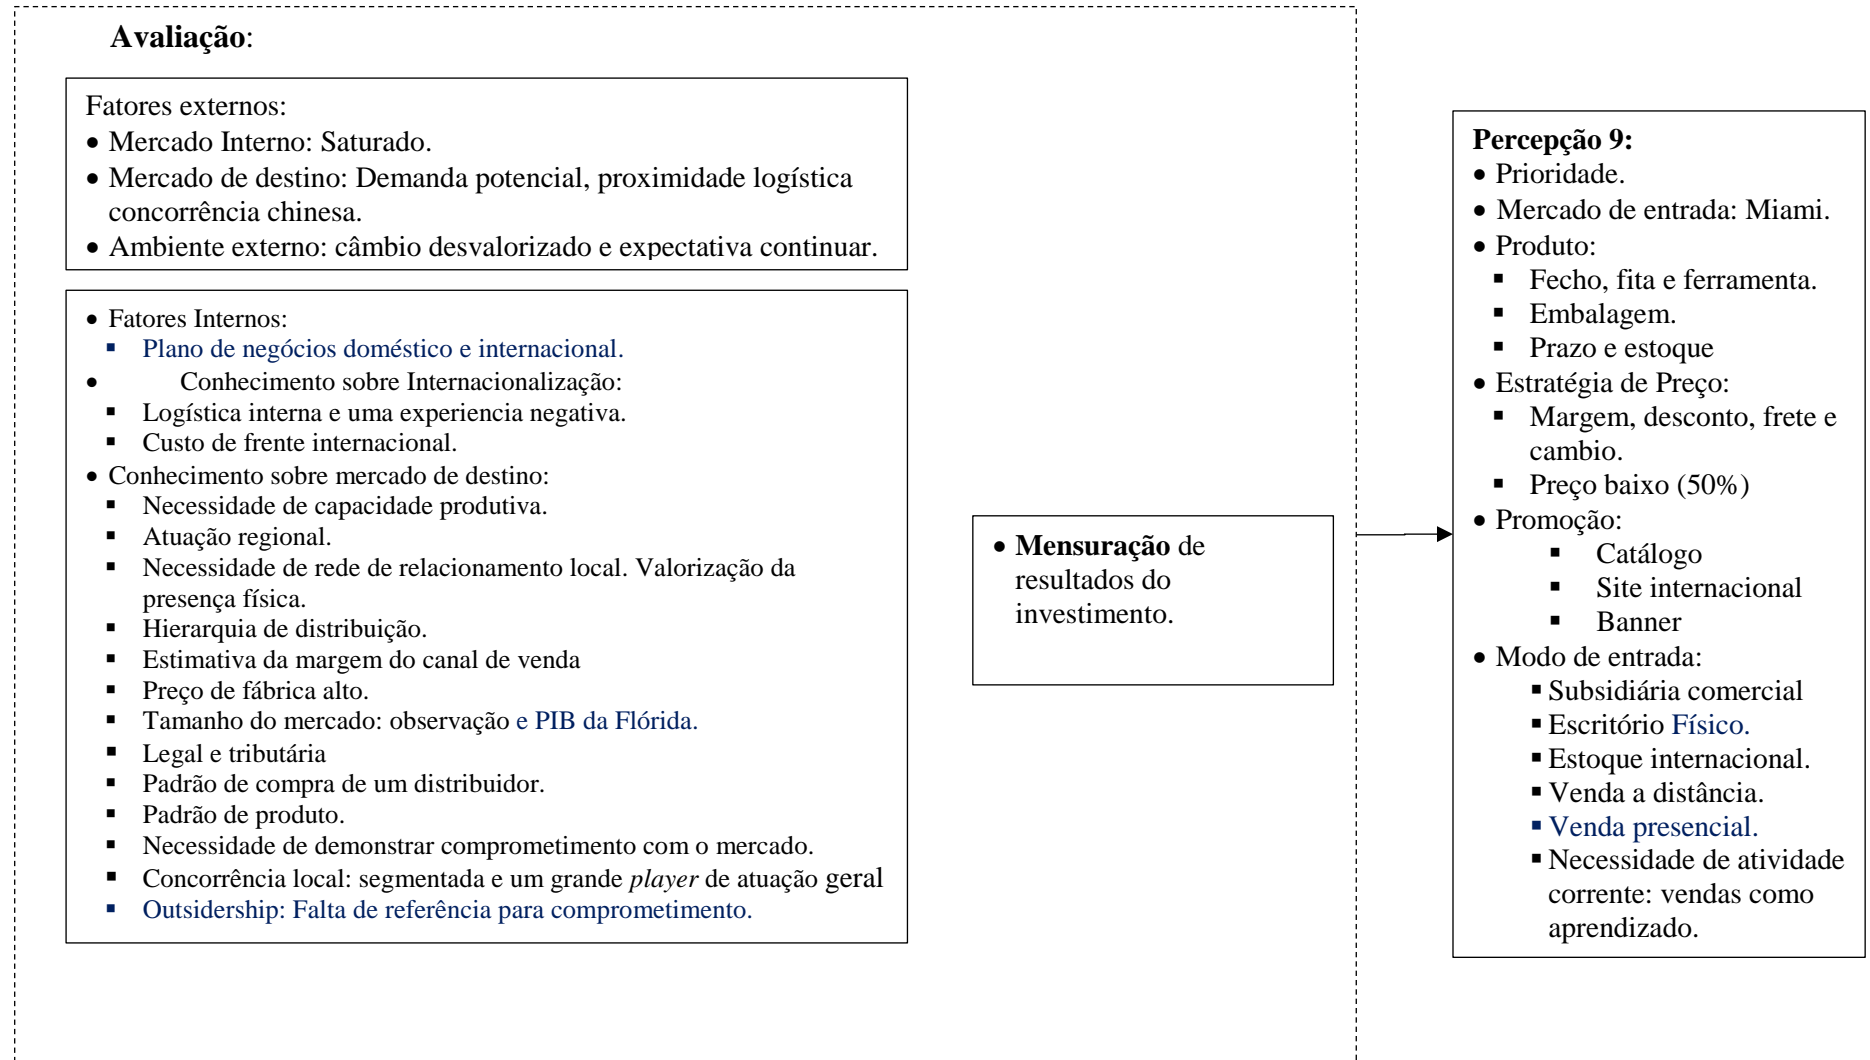 Avaliação:
Fatores externos:
• Mercado Interno: Saturado.
• Mercado de destino: Demanda potencial, proximidade logística
concorrência chinesa.
• Ambiente externo: câmbio desvalorizado e expectativa continuar.
• Fatores Internos:
▪ Plano de negócios doméstico e internacional.
• Conhecimento sobre Internacionalização:
▪ Logística interna e uma experiencia negativa.
▪ Custo de frente internacional.
• Conhecimento sobre mercado de destino:
▪ Necessidade de capacidade produtiva.
▪ Atuação regional.
▪ Necessidade de rede de relacionamento local. Valorização da
presença física.
▪ Hierarquia de distribuição.
▪ Estimativa da margem do canal de venda
▪ Preço de fábrica alto.
▪ Tamanho do mercado: observação e PIB da Flórida.
▪ Legal e tributária
▪ Padrão de compra de um distribuidor.
▪ Padrão de produto.
▪ Necessidade de demonstrar comprometimento com o mercado.
▪ Concorrência local: segmentada e um grande player de atuação geral
▪ Outsidership: Falta de referência para comprometimento.
• Mensuração de
resultados do
investimento.
Percepção 9:
• Prioridade.
• Mercado de entrada: Miami.
• Produto:
▪ Fecho, fita e ferramenta.
▪ Embalagem.
▪ Prazo e estoque
• Estratégia de Preço:
▪ Margem, desconto, frete e
cambio.
▪ Preço baixo (50%)
• Promoção:
▪ Catálogo
▪ Site internacional
▪ Banner
• Modo de entrada:
▪ Subsidiária comercial
▪ Escritório Físico.
▪ Estoque internacional.
▪ Venda a distância.
▪ Venda presencial.
▪ Necessidade de atividade
corrente: vendas como
aprendizado.